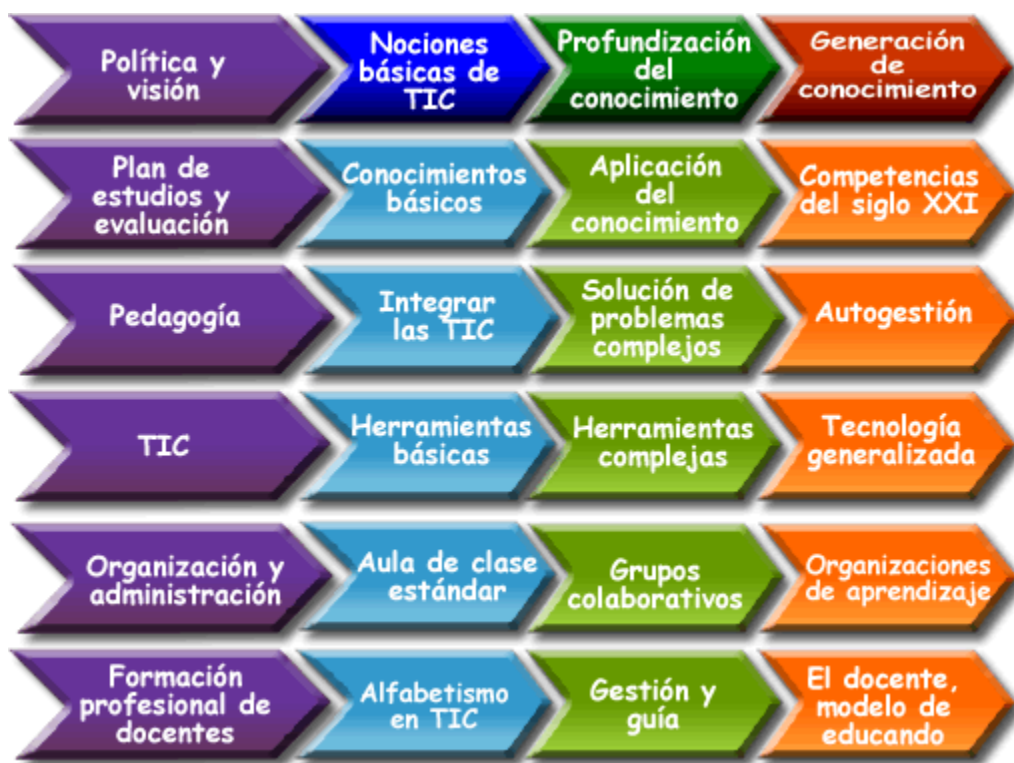 Política y
visión
Nociones
básicas de
TIC
Profundización
del
conocimiento
Generación
de
conocimiento
Plan de
estudios y
evaluación
Conocimientos
básicos
Aplicación
del
conocimiento
Competencias
del siglo XXI
Pedagogía
Integrar
las TIC
Solución de
problemas
complejos
Autogestión
TIC
Herramientas
básicas
Herramientas
complejas
Tecnología
generalizada
Organización y
administración
Aula de clase
estándar
Grupos
colaborativos
Organizaciones
de aprendizaje
Formación
profesional de
docentes
Alfabetismo
en TIC
Gestión y
guía
El docente,
modelo de
educando